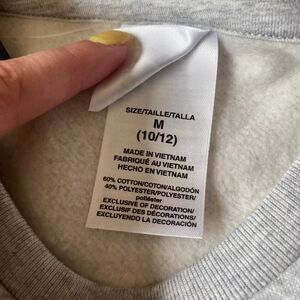 SIZE/TAILLE/TALLA
M
(10/12)
MADE IN VIETNAM
FABRIQUÉ AU VIETNAM
HECHO EN VIETNAM
60% COTTON/COTON/ALGODÓN
40% POLYESTER/POLYESTER/
poliéster
EXCLUSIVE OF DECORATION/
EXCLUSIF DES DÉCORATIONS/
EXCLUYENDO LA DECORACIÓN